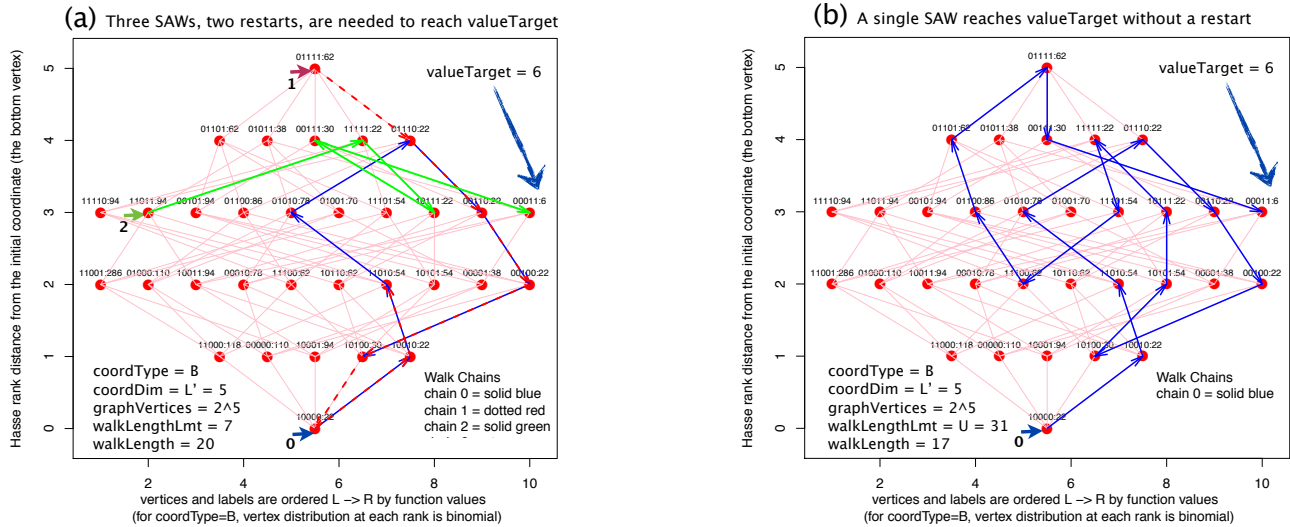 (a) Three SAWs, two restarts, are needed to reach valueTarget
Hasse rank distance from the initial coordinate (the bottom vertex)
5
4
3
2
1
0
01111:62
1
valueTarget = 6
01101:62 01011:38 00111:30 11111:22 01110:22
11110:94 11011:94 00101:94 01100:86 01010:78 01001:70 11101:54 10111:22 00110:22 00011:6
2
11001:286 01000:110 10011:94 00010:78 11100:62 10110:62 11010:54 10101:54 00001:38 00100:22
11000:118 00000:110 10001:94 10100:30 10010:22
coordType = B
coordDim = L' = 5
graphVertices = 2^5
walkLengthLmt = 7
walkLength = 20
Walk Chains
chain 0 = solid blue
chain 1 = dotted red
chain 2 = solid green
10000:22
0
2 4 6 8 10
vertices and labels are ordered L −> R by function values
(for coordType=B, vertex distribution at each rank is binomial)
(b) A single SAW reaches valueTarget without a restart
Hasse rank distance from the initial coordinate (the bottom vertex)
5
4
3
2
1
0
01111:62
valueTarget = 6
01101:62 01011:38 00111:30 11111:22 01110:22
11110:94 11011:94 00101:94 01100:86 01010:78 01001:70 11101:54 10111:22 00110:22 00011:6
11001:286 01000:110 10011:94 00010:78 11100:62 10110:62 11010:54 10101:54 00001:38 00100:22
11000:118 00000:110 10001:94 10100:30 10010:22
coordType = B
coordDim = L' = 5
graphVertices = 2^5
walkLengthLmt = U = 31
walkLength = 17
Walk Chains
chain 0 = solid blue
10000:22
0
2 4 6 8 10
vertices and labels are ordered L −> R by function values
(for coordType=B, vertex distribution at each rank is binomial)